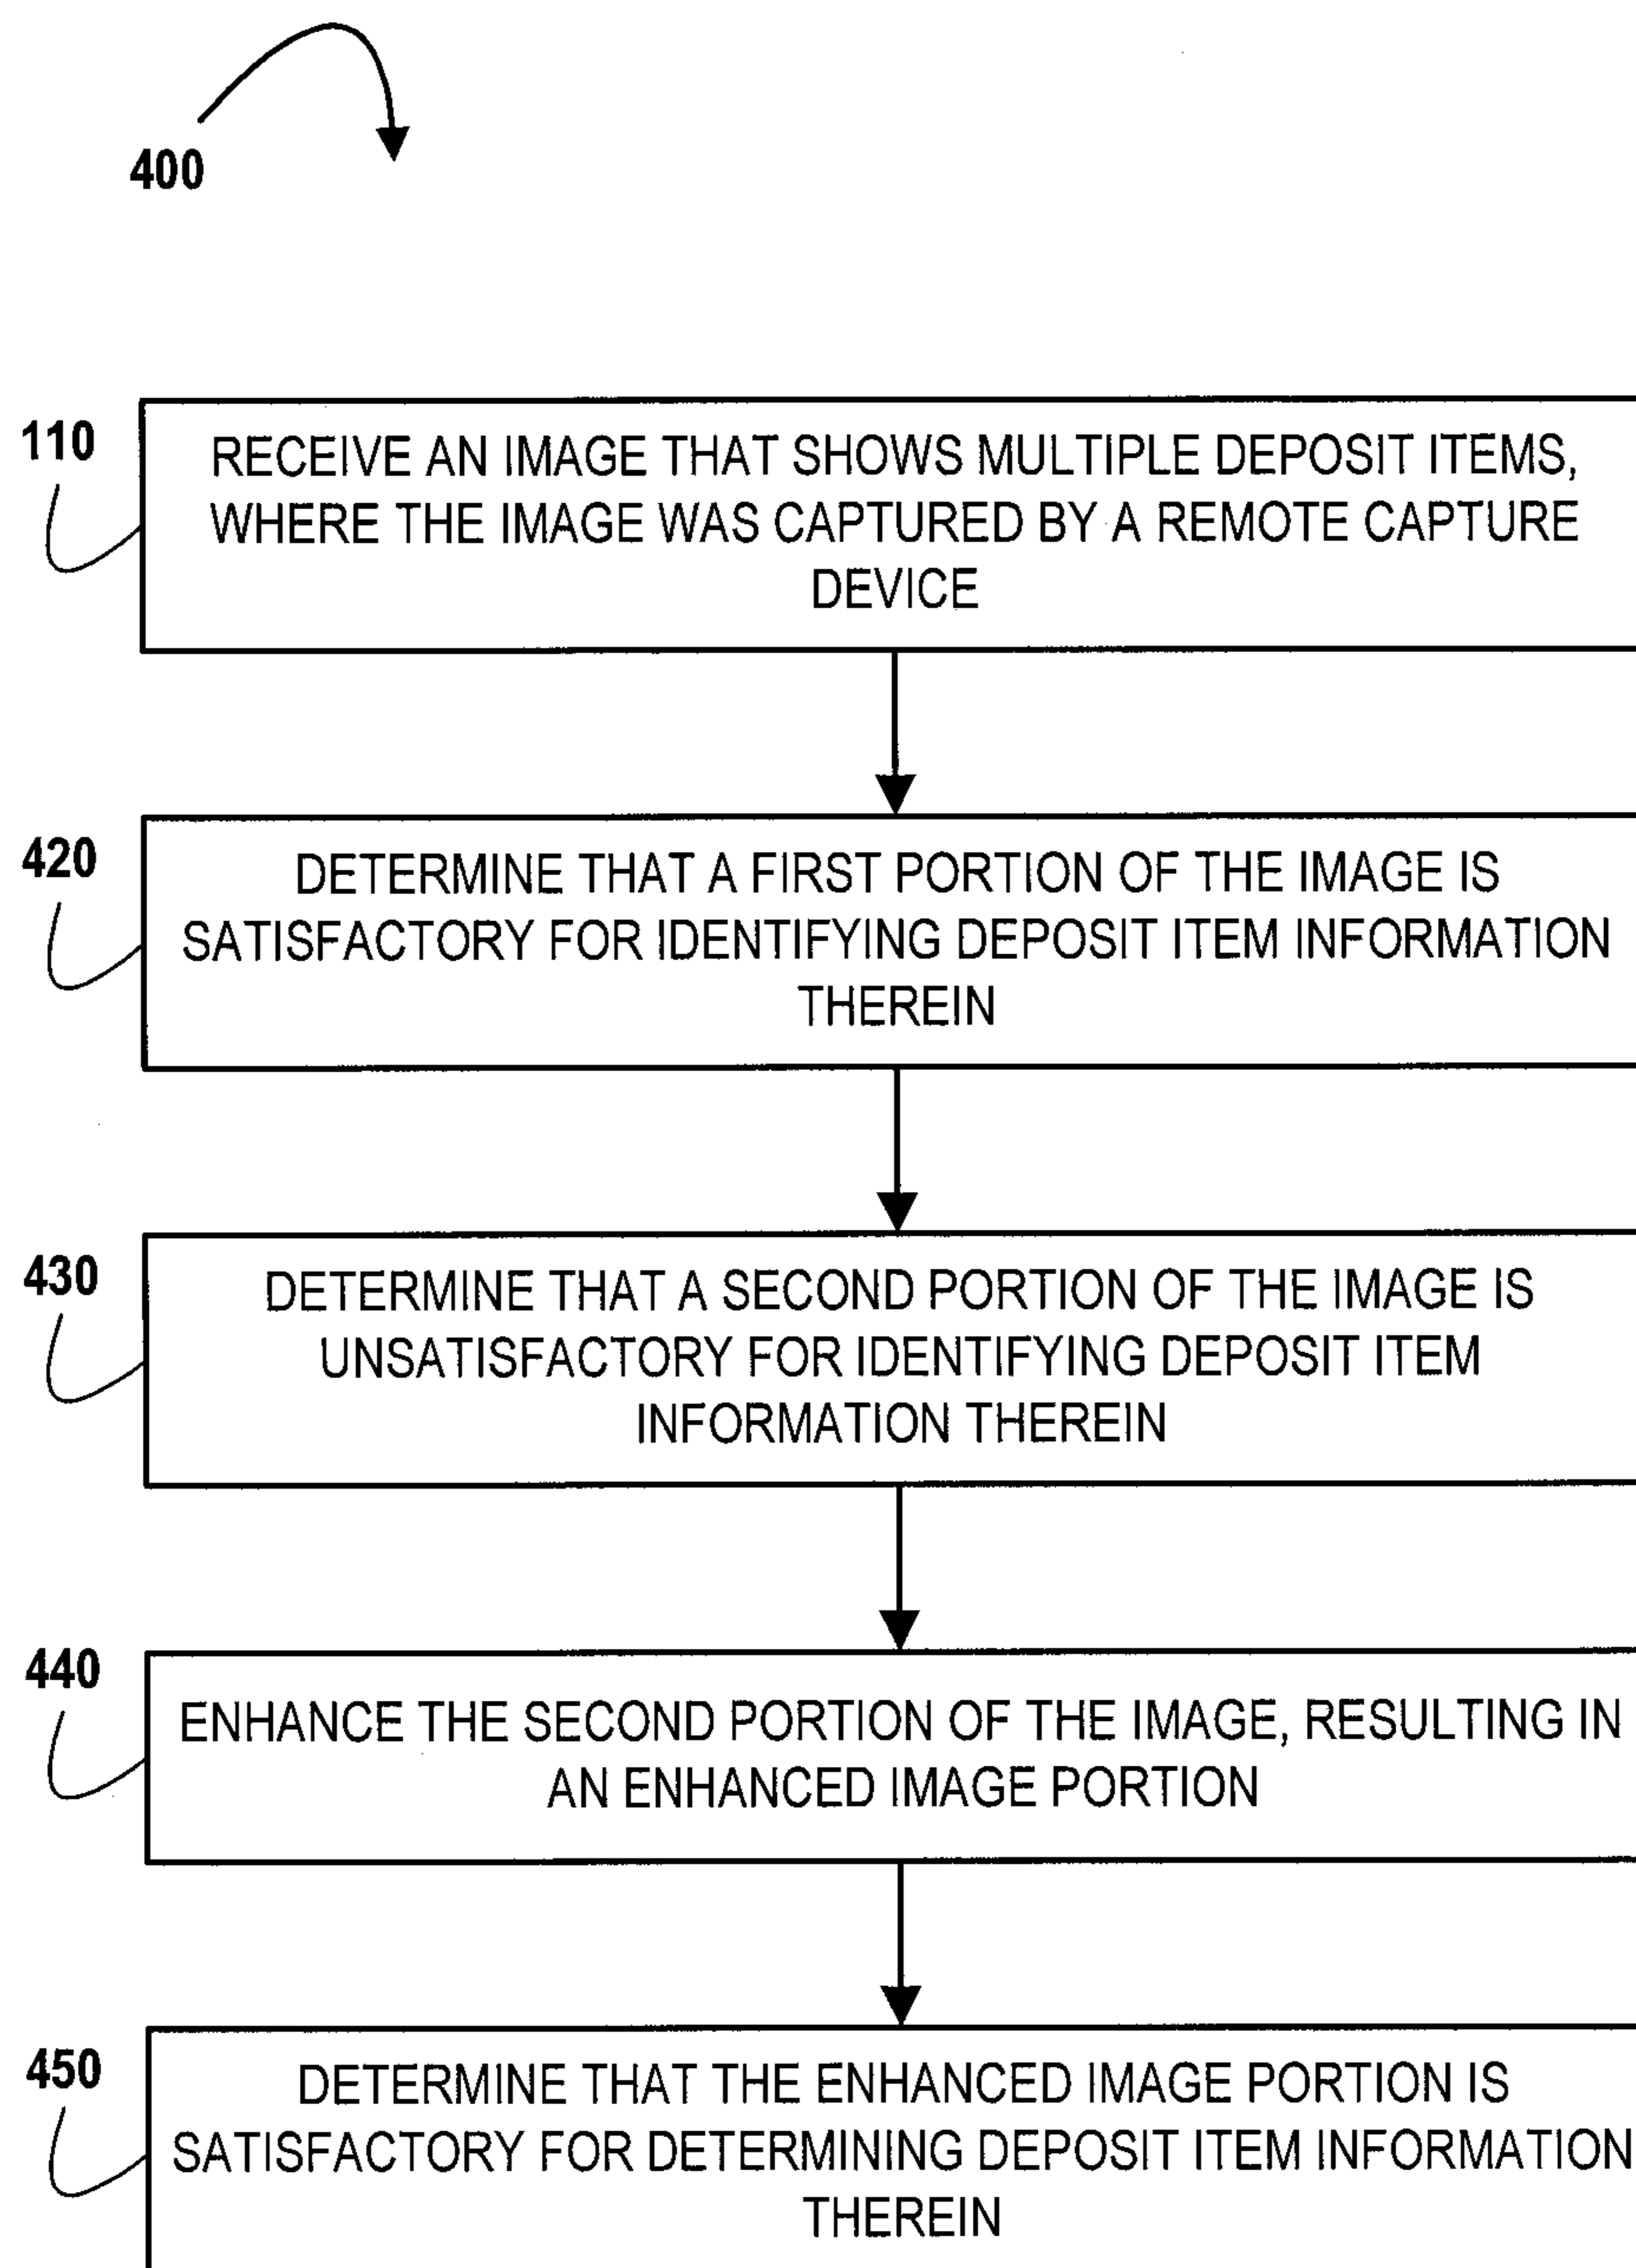 400
110
RECEIVE AN IMAGE THAT SHOWS MULTIPLE DEPOSIT ITEMS,
WHERE THE IMAGE WAS CAPTURED BY A REMOTE CAPTURE
DEVICE
420
DETERMINE THAT A FIRST PORTION OF THE IMAGE IS
SATISFACTORY FOR IDENTIFYING DEPOSIT ITEM INFORMATION
THEREIN
430
DETERMINE THAT A SECOND PORTION OF THE IMAGE IS
UNSATISFACTORY FOR IDENTIFYING DEPOSIT ITEM
INFORMATION THEREIN
440
ENHANCE THE SECOND PORTION OF THE IMAGE, RESULTING IN
AN ENHANCED IMAGE PORTION
450
DETERMINE THAT THE ENHANCED IMAGE PORTION IS
SATISFACTORY FOR DETERMINING DEPOSIT ITEM INFORMATION
THEREIN